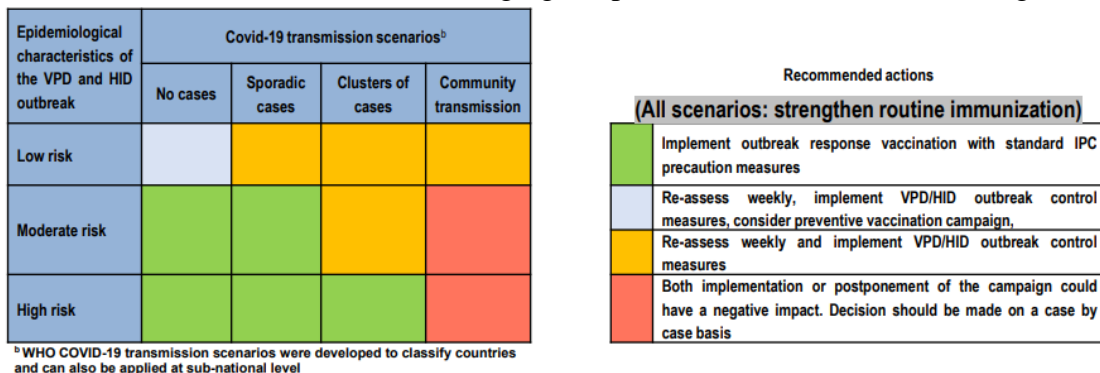 Epidemiological
characteristics of
the VPD and HID
outbreak
Covid-19 transmission scenariosᵇ
No cases
Sporadic
cases
Clusters of
cases
Community
transmission
Low risk
Moderate risk
High risk
ᵇ WHO COVID-19 transmission scenarios were developed to classify countries
and can also be applied at sub-national level
Recommended actions
(All scenarios: strengthen routine immunization)
Implement outbreak response vaccination with standard IPC
precaution measures
Re-assess weekly, implement VPD/HID outbreak control
measures, consider preventive vaccination campaign,
Re-assess weekly and implement VPD/HID outbreak control
measures
Both implementation or postponement of the campaign could
have a negative impact. Decision should be made on a case by
case basis